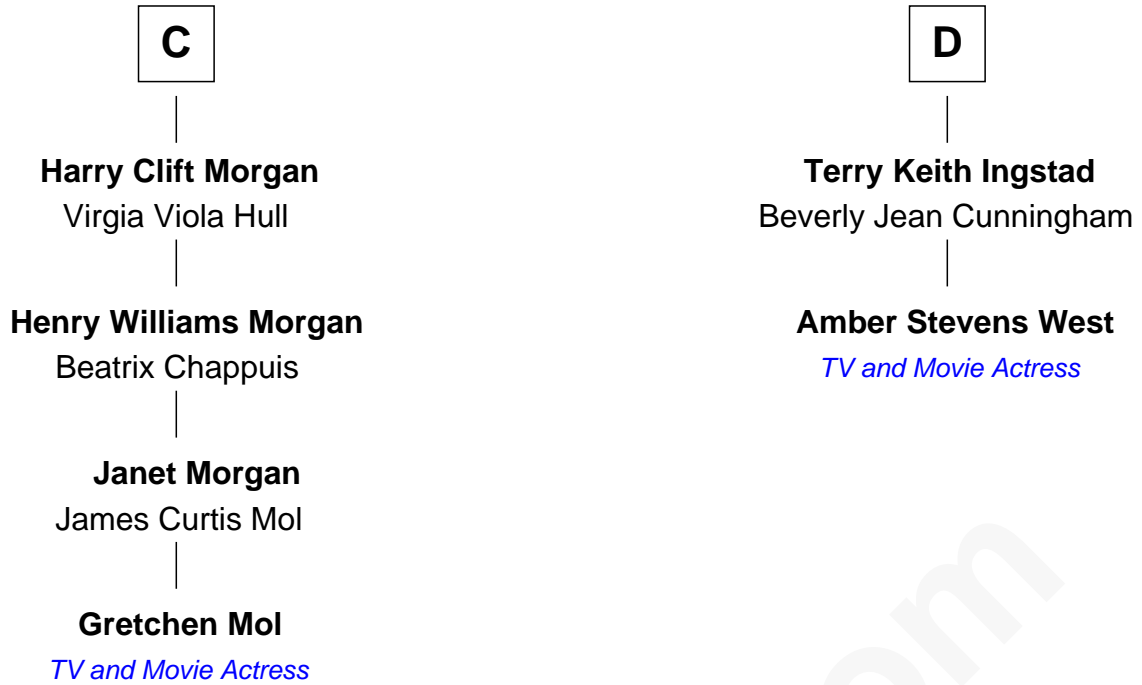 C
Harry Clift Morgan
Virgia Viola Hull
Henry Williams Morgan
Beatrix Chappuis
Janet Morgan
James Curtis Mol
Gretchen Mol
TV and Movie Actress
D
Terry Keith Ingstad
Beverly Jean Cunningham
Amber Stevens West
TV and Movie Actress
om